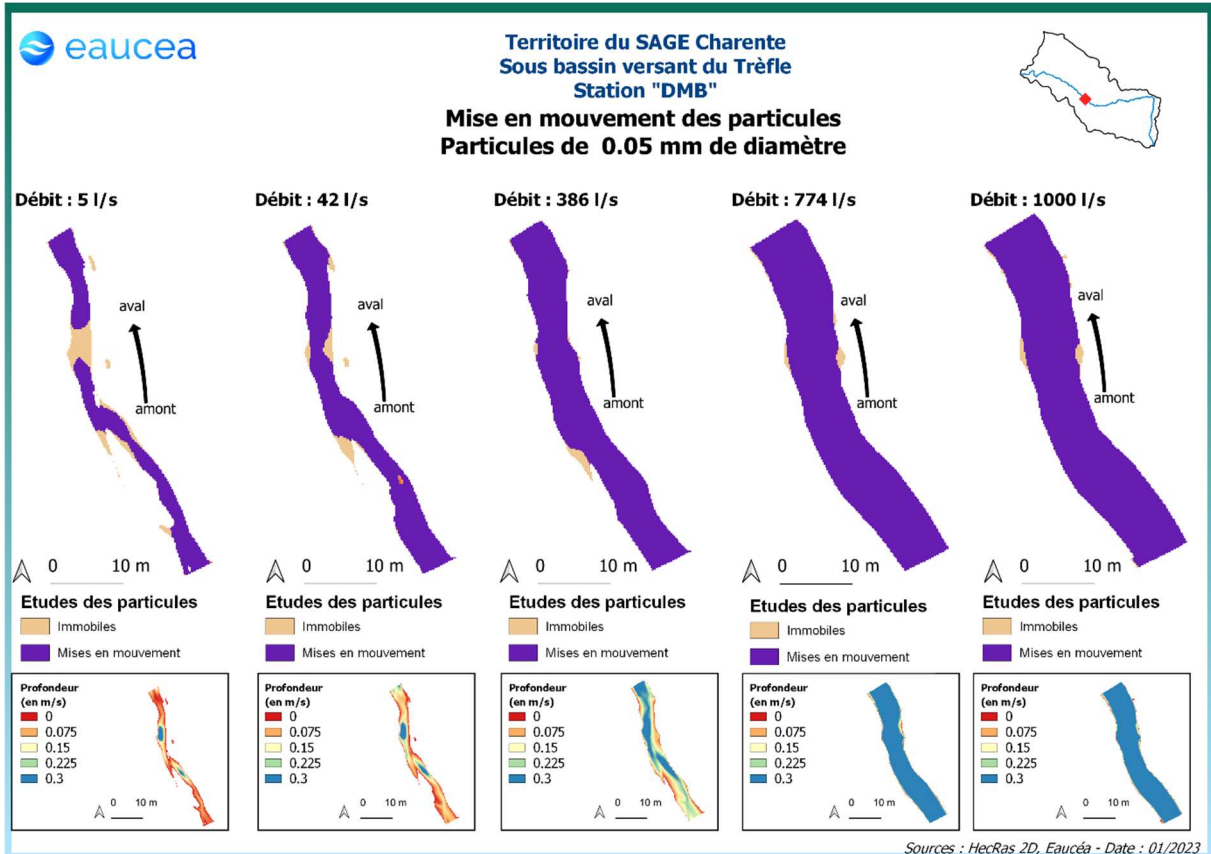 eaucea
Territoire du SAGE Charente
Sous bassin versant du Trèfle
Station "DMB"
Mise en mouvement des particules
Particules de 0.05 mm de diamètre
Débit : 5 l/s
aval
amont
0 10 m
Etudes des particules
Immobiles
Mises en mouvement
Profondeur
(en m/s)
0
0.075
0.15
0.225
0.3
0 10 m
Débit : 42 l/s
aval
amont
0 10 m
Etudes des particules
Immobiles
Mises en mouvement
Profondeur
(en m/s)
0
0.075
0.15
0.225
0.3
0 10 m
Débit : 386 l/s
aval
amont
0 10 m
Etudes des particules
Immobiles
Mises en mouvement
Profondeur
(en m/s)
0
0.075
0.15
0.225
0.3
0 10 m
Débit : 774 l/s
aval
amont
0 10 m
Etudes des particules
Immobiles
Mises en mouvement
Profondeur
(en m/s)
0
0.075
0.15
0.225
0.3
0 10 m
Débit : 1000 l/s
aval
amont
0 10 m
Etudes des particules
Immobiles
Mises en mouvement
Profondeur
(en m/s)
0
0.075
0.15
0.225
0.3
0 10 m
Sources : HecRas 2D, Eaucéa - Date : 01/2023